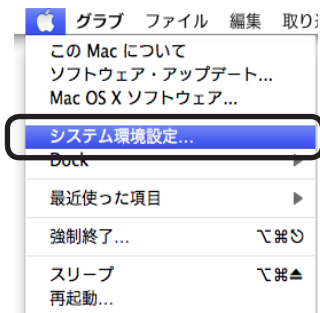 グラブ ファイル 編集 取り
この Mac について
ソフトウェア・アップデート...
Mac OS X ソフトウェア...
システム環境設定...
Dock
最近使った項目
強制終了... ⌥⌘⎋
スリープ ⌥⌘⏏
再起動...